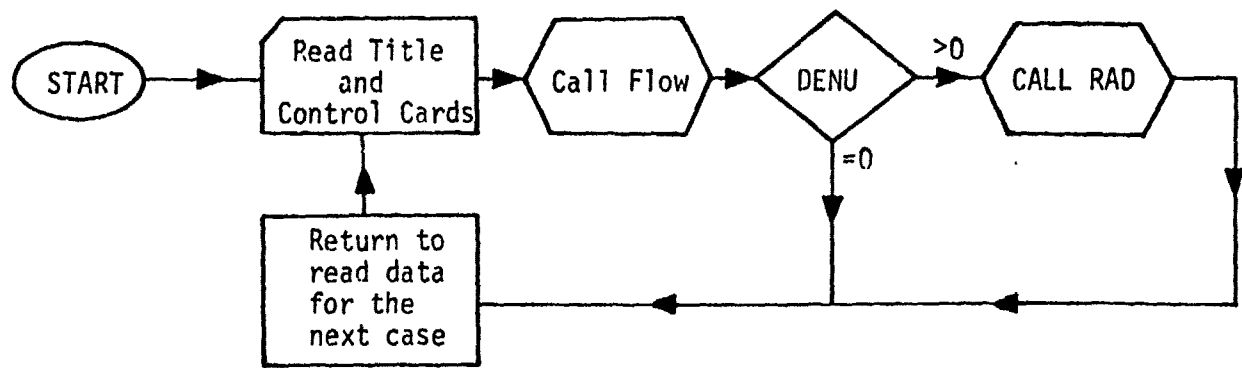 START
Read Title
and
Control Cards
Call Flow
DENU
>0
CALL RAD
=0
Return to
read data
for the
next case